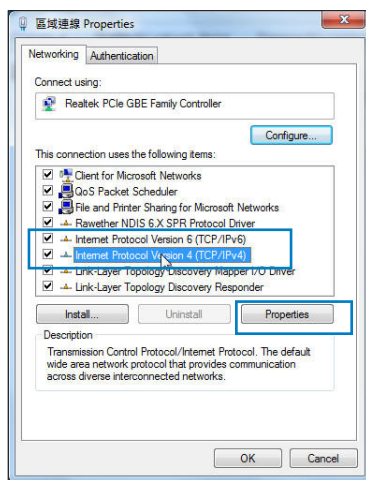 區域連線 Properties
Networking Authentication
Connect using:
Realtek PCIe GBE Family Controller
Configure...
This connection uses the following items:
Client for Microsoft Networks
QoS Packet Scheduler
File and Printer Sharing for Microsoft Networks
Rawether NDIS 6.X SPR Protocol Driver
Internet Protocol Version 6 (TCP/IPv6)
Internet Protocol Version 4 (TCP/IPv4)
Link-Layer Topology Discovery Mapper I/O Driver
Link-Layer Topology Discovery Responder
Install... Uninstall Properties
Description
Transmission Control Protocol/Internet Protocol. The default
wide area network protocol that provides communication
across diverse interconnected networks.
OK Cancel